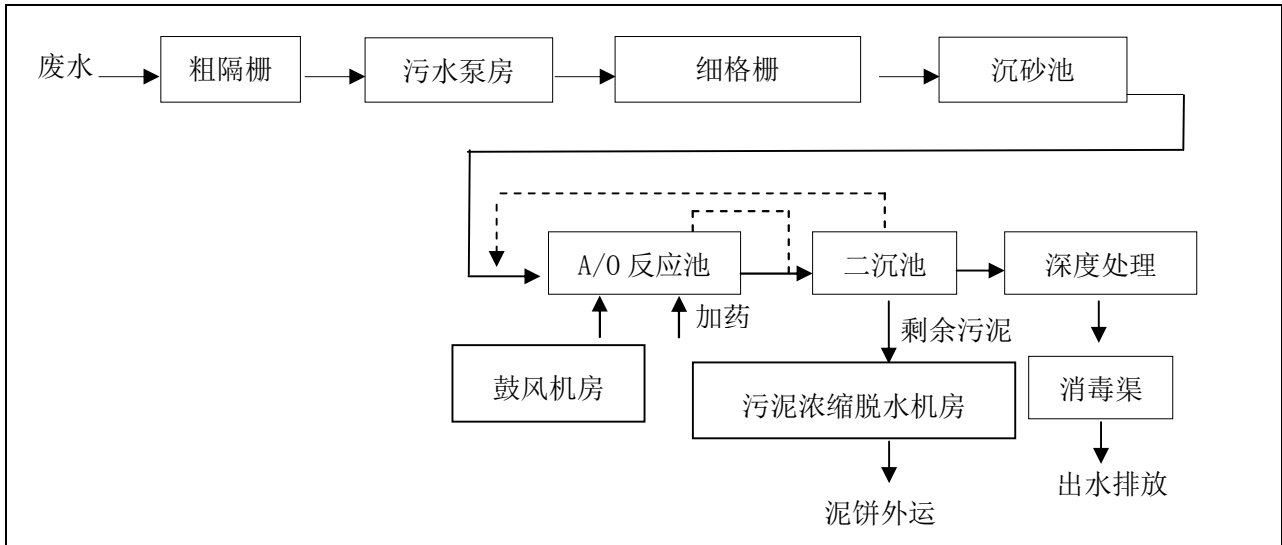 废水
粗隔栅
污水泵房
细格栅
沉砂池
A/O 反应池
二沉池
深度处理
加药
剩余污泥
鼓风机房
污泥浓缩脱水机房
消毒渠
出水排放
泥饼外运